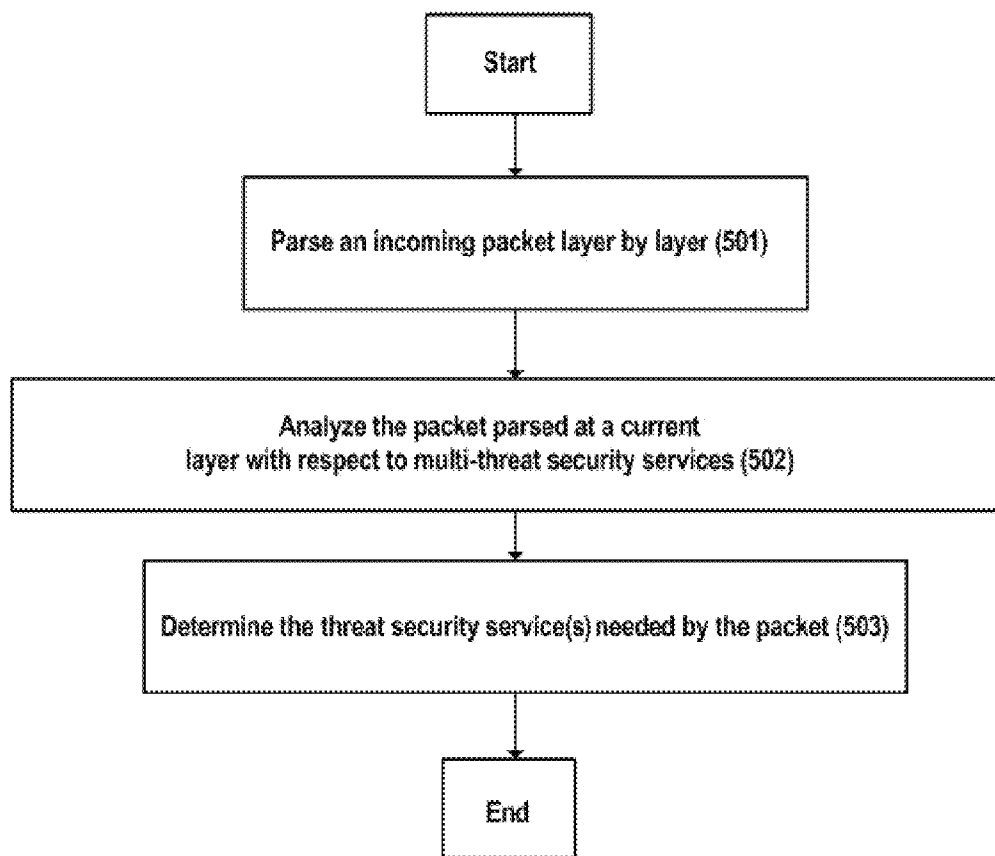 Start
Parse an incoming packet layer by layer (501)
Analyze the packet parsed at a current
layer with respect to multi-threat security services (502)
Determine the threat security service(s) needed by the packet (503)
End